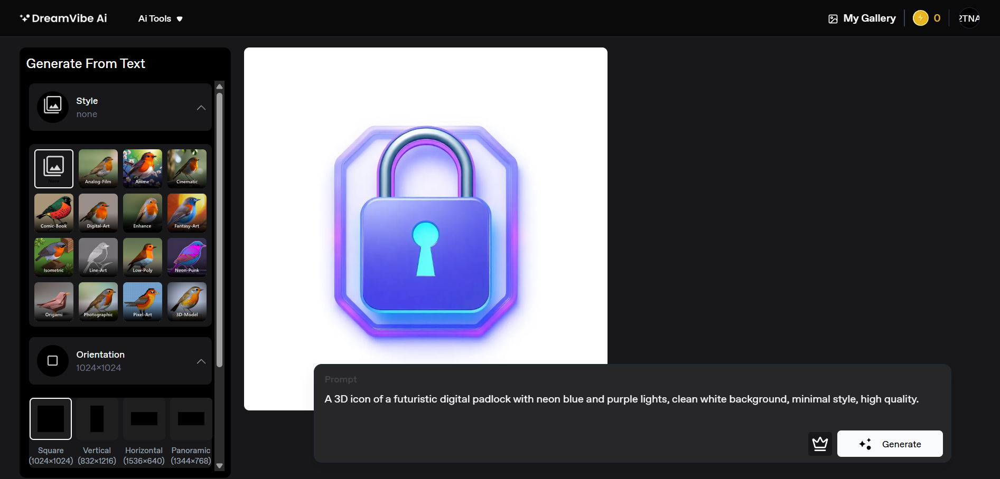 DreamVibe Ai
Ai Tools
My Gallery
0
2TNA
Generate From Text
Style
none
None
Analog-Film
Anime
Cinematic
Comic-Book
Digital-Art
Enhance
Fantasy-Art
Isometric
Line-Art
Low-Poly
Neon-Punk
Origami
Photographic
Pixel-Art
3D-Model
Orientation
1024×1024
Square
(1024×1024)
Vertical
(832×1216)
Horizontal
(1536×640)
Panoramic
(1344×768)
Prompt
A 3D icon of a futuristic digital padlock with neon blue and purple lights, clean white background, minimal style, high quality.
Generate